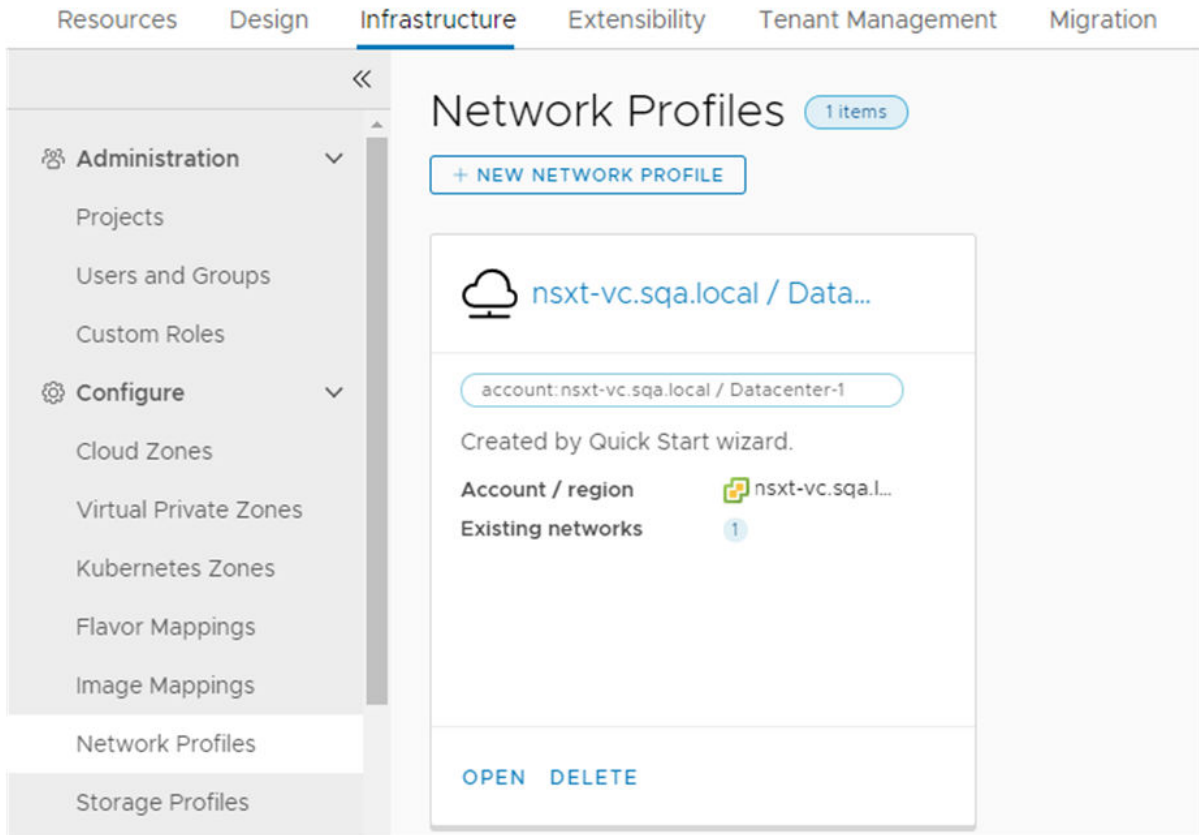 Resources Design Infrastructure Extensibility Tenant Management Migration
Administration
Projects
Users and Groups
Custom Roles
Configure
Cloud Zones
Virtual Private Zones
Kubernetes Zones
Flavor Mappings
Image Mappings
Network Profiles
Storage Profiles
Network Profiles 1 items
+ NEW NETWORK PROFILE
nsxt-vc.sqa.local / Data...
account:nsxt-vc.sqa.local / Datacenter-1
Created by Quick Start wizard.
Account / region nsxt-vc.sqa.l...
Existing networks 1
OPEN DELETE